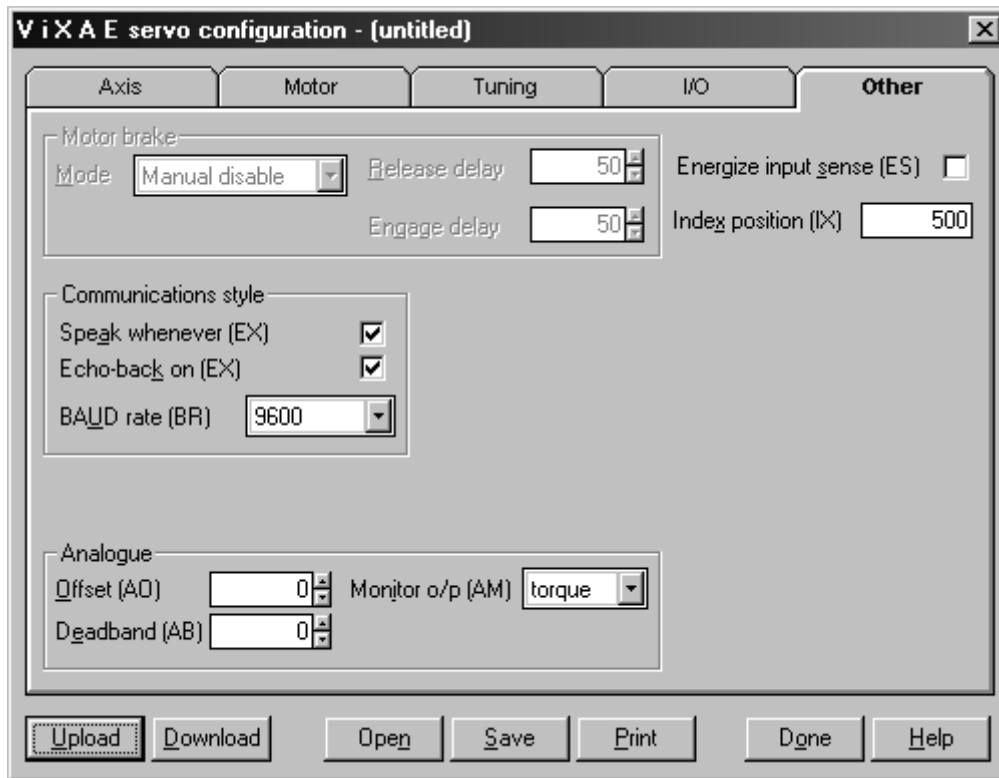 ViXAE servo configuration - (untitled)
Axis Motor Tuning I/O Other
Motor brake
Mode Manual disable Release delay 50 Energize input sense (ES)
Engage delay 50 Index position (IX) 500
Communications style
Speak whenever (EX)
Echo-back on (EX)
BAUD rate (BR) 9600
Analogue
Offset (AO) 0 Monitor o/p (AM) torque
Deadband (AB) 0
Upload Download Open Save Print Done Help